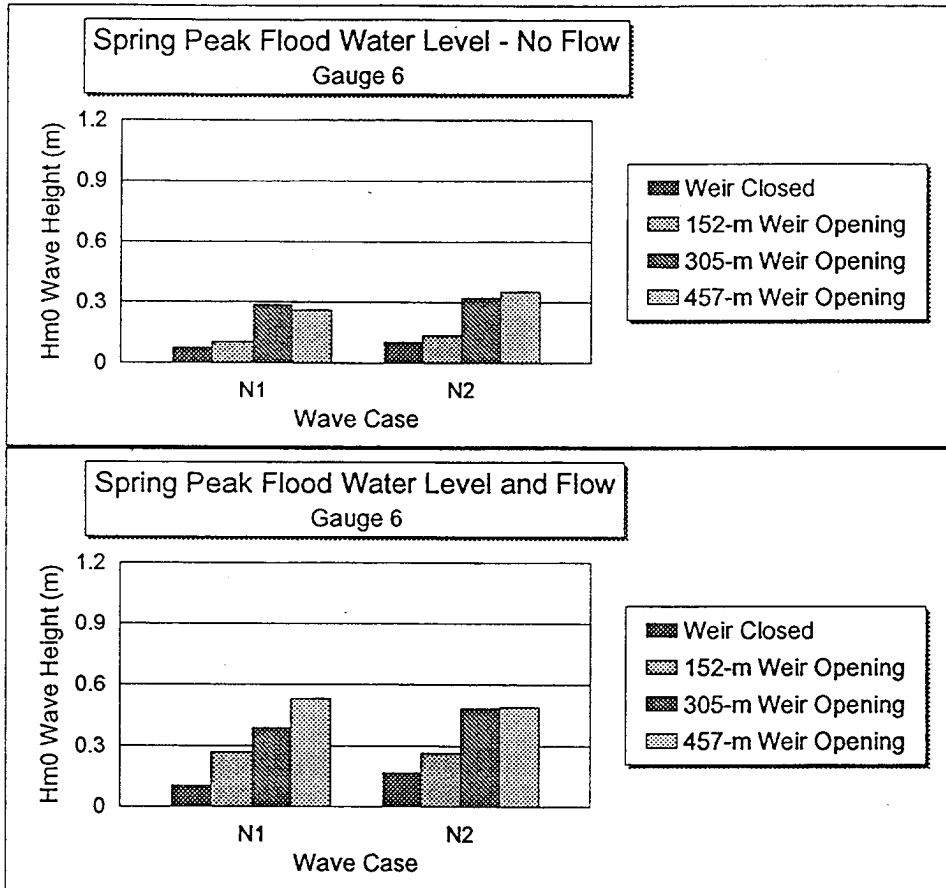 Spring Peak Flood Water Level - No Flow
Gauge 6
Hm0 Wave Height (m)
1.2
0.9
0.6
0.3
0
N1 N2
Wave Case
Weir Closed
152-m Weir Opening
305-m Weir Opening
457-m Weir Opening
Spring Peak Flood Water Level and Flow
Gauge 6
Hm0 Wave Height (m)
1.2
0.9
0.6
0.3
0
N1 N2
Wave Case
Weir Closed
152-m Weir Opening
305-m Weir Opening
457-m Weir Opening